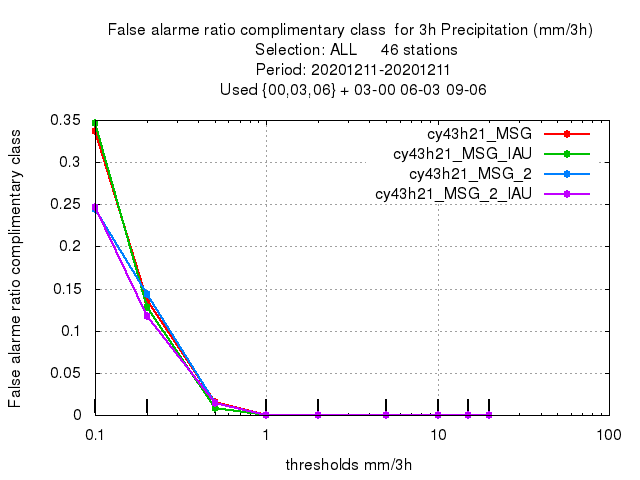 False alarme ratio complimentary class  for 3h Precipitation (mm/3h)
Selection: ALL     46 stations
Period: 20201211-20201211
Used {00,03,06} + 03-00 06-03 09-06
False alarme ratio complimentary class
0.35
0.3
0.25
0.2
0.15
0.1
0.05
0
cy43h21_MSG
cy43h21_MSG_IAU
cy43h21_MSG_2
cy43h21_MSG_2_IAU
0.1 1 10 100
thresholds mm/3h